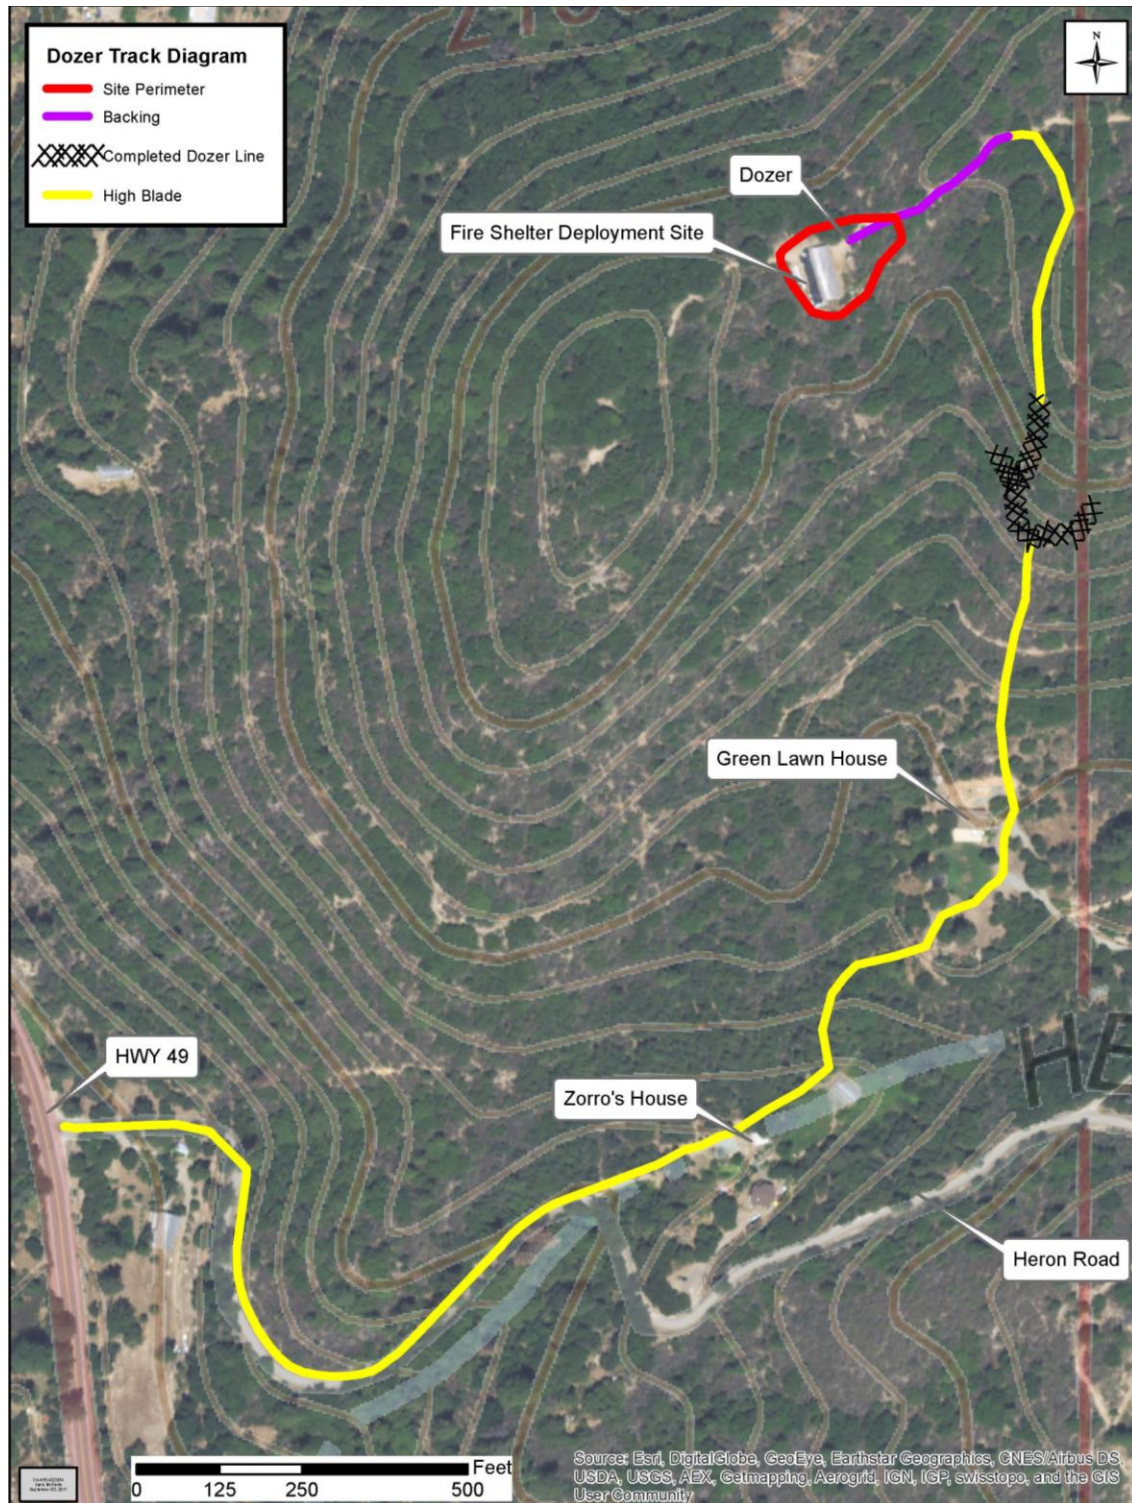 Dozer Track Diagram
Site Perimeter
Backing
Completed Dozer Line
High Blade
N
Dozer
Fire Shelter Deployment Site
Green Lawn House
HWY 49
HE
Zorro's House
Heron Road
Feet
0 125 250 500
Source: Esri, DigitalGlobe, GeoEye, Earthstar Geographics, CNES/Airbus DS,
USDA, USGS, AEX, Getmapping, Aerogrid, IGN, IGP, swisstopo, and the GIS
User Community